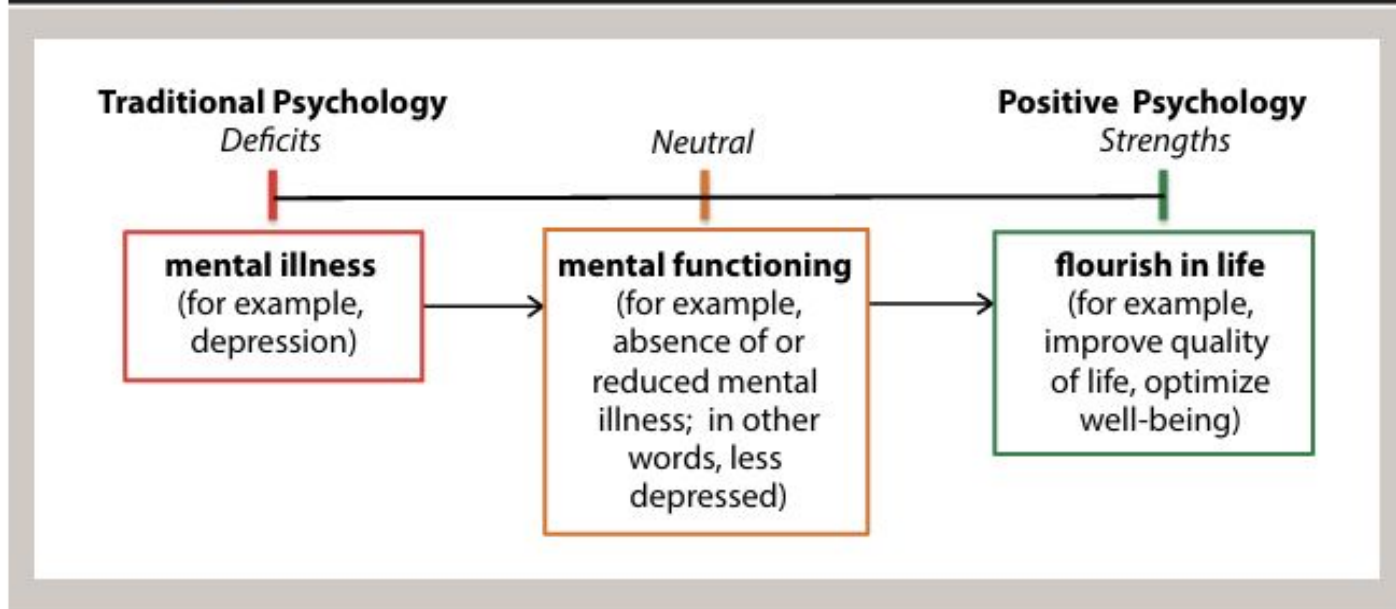 Traditional Psychology
Deficits
Neutral
Positive Psychology
Strengths
mental illness
(for example,
depression)
mental functioning
(for example,
absence of or
reduced mental
illness; in other
words, less
depressed)
flourish in life
(for example,
improve quality
of life, optimize
well-being)